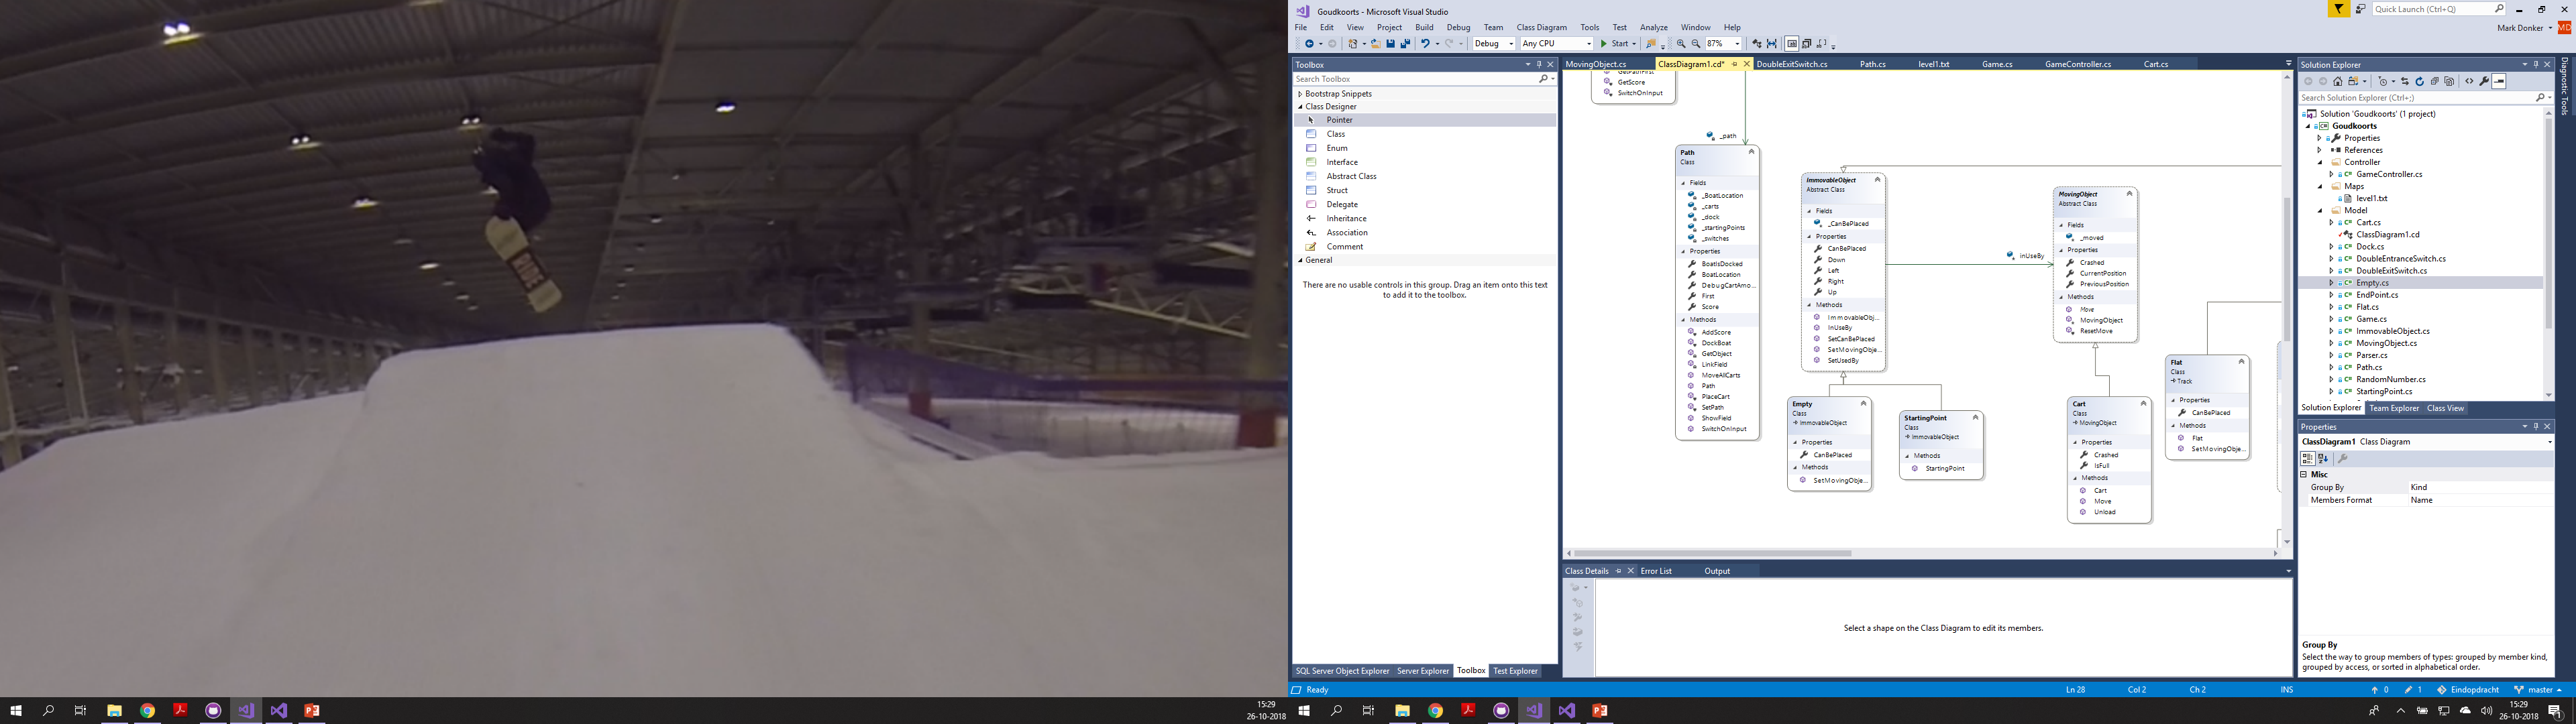 Goudkoorts - Microsoft Visual Studio
Quick Launch (Ctrl+Q)
File Edit View Project Build Debug Team Class Diagram Tools Test Analyze Window Help
Mark Donker MD
Debug Any CPU Start 87%
Toolbox
Search Toolbox
Bootstrap Snippets
Class Designer
Pointer
Class
Enum
Interface
Abstract Class
Struct
Delegate
Inheritance
Association
Comment
General
There are no usable controls in this group. Drag an item onto this text
to add it to the toolbox.
SQL Server Object Explorer Server Explorer Toolbox Test Explorer
MovingObject.cs ClassDiagram1.cd* DoubleExitSwitch.cs Path.cs level1.txt Game.cs GameController.cs Cart.cs
GetPathFirst
GetScore
SwitchOnInput
_path
Path
Class
Fields
_BoatLocation
_carts
_dock
_startingPoints
_switches
Properties
BoatIsDocked
BoatLocation
DebugCartAmo...
First
Score
Methods
AddScore
DockBoat
GetObject
LinkField
MoveAllCarts
Path
PlaceCart
SetPath
ShowField
SwitchOnInput
ImmovableObject
Abstract Class
Fields
_CanBePlaced
Properties
CanBePlaced
Down
Left
Right
Up
Methods
ImmovableObj...
InUseBy
SetCanBePlaced
SetMovingObje...
SetUsedBy
inUseBy
Empty
Class
ImmovableObject
Properties
CanBePlaced
Methods
SetMovingObje...
StartingPoint
Class
ImmovableObject
Methods
StartingPoint
MovingObject
Abstract Class
Fields
_moved
Properties
Crashed
CurrentPosition
PreviousPosition
Methods
Move
MovingObject
ResetMove
Cart
Class
MovingObject
Properties
Crashed
IsFull
Methods
Cart
Move
Unload
Flat
Class
Track
Properties
CanBePlaced
Methods
Flat
SetMovingObje...
Class Details Error List Output
Select a shape on the Class Diagram to edit its members.
Solution Explorer
Search Solution Explorer (Ctrl+;)
Solution 'Goudkoorts' (1 project)
Goudkoorts
Properties
References
Controller
GameController.cs
Maps
level1.txt
Model
Cart.cs
ClassDiagram1.cd
Dock.cs
DoubleEntranceSwitch.cs
DoubleExitSwitch.cs
Empty.cs
EndPoint.cs
Flat.cs
Game.cs
ImmovableObject.cs
MovingObject.cs
Parser.cs
Path.cs
RandomNumber.cs
StartingPoint.cs
Solution Explorer Team Explorer Class View
Properties
ClassDiagram1 Class Diagram
Misc
Group By Kind
Members Format Name
Group By
Select the way to group members of types: grouped by member kind,
grouped by access, or sorted in alphabetical order.
Diagnostic Tools
Ready Ln 28 Col 2 Ch 2 INS 0 1 Eindopdracht master
15:29
26-10-2018
15:29
26-10-2018